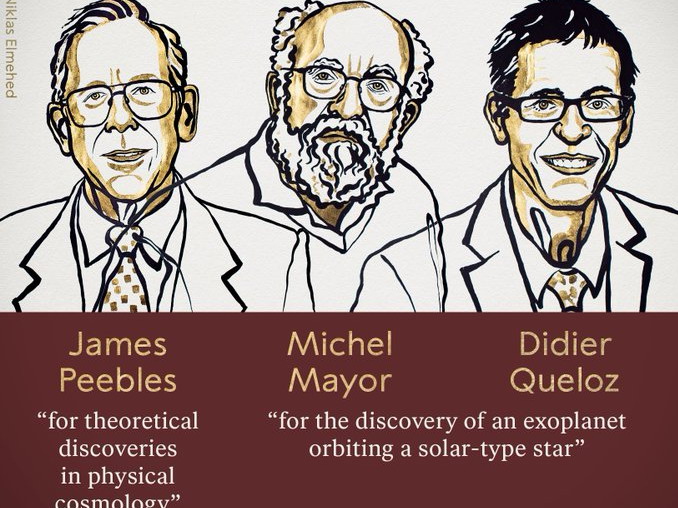 Niklas Elmehed
James
Peebles
“for theoretical
discoveries
in physical
cosmology”
Michel
Mayor
Didier
Queloz
“for the discovery of an exoplanet
orbiting a solar-type star”